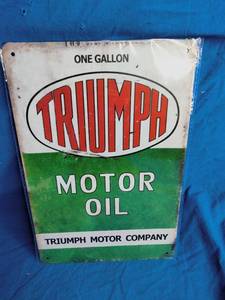 ONE GALLON
TRIUMPH
MOTOR
OIL
TRIUMPH MOTOR COMPANY